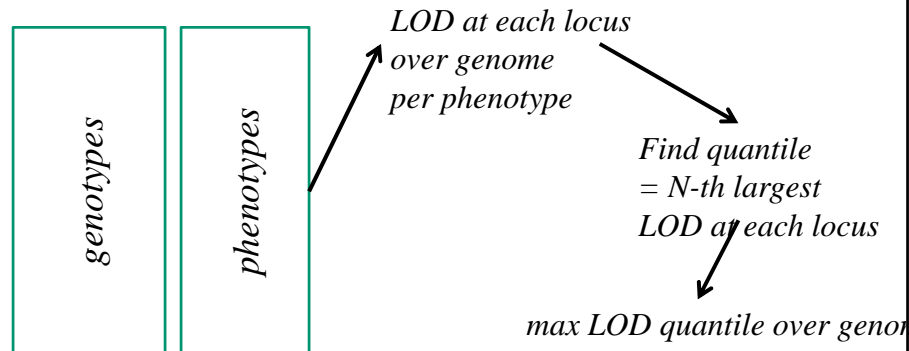 genotypes
phenotypes
LOD at each locus
over genome
per phenotype
Find quantile
= N-th largest
LOD at each locus
max LOD quantile over genom